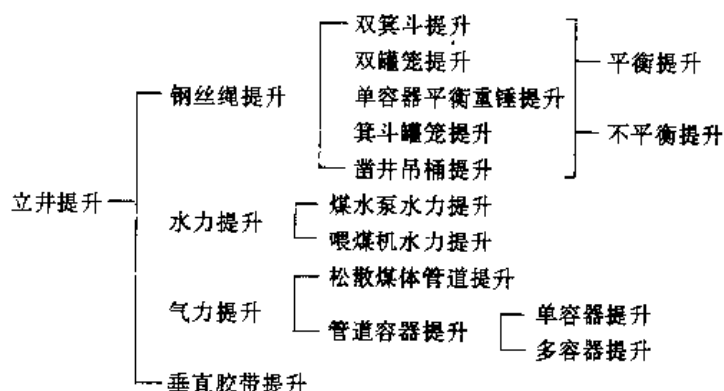 双箕斗提升
双罐笼提升
平衡提升
钢丝绳提升
单容器平衡重锤提升
箕斗罐笼提升
不平衡提升
凿井吊桶提升
立井提升
煤水泵水力提升
水力提升
喂煤机水力提升
松散煤体管道提升
气力提升
单容器提升
管道容器提升
多容器提升
垂直胶带提升